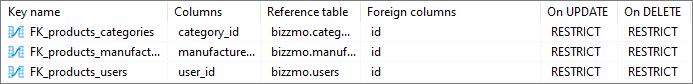 Key name Columns Reference table Foreign columns On UPDATE On DELETE
FK_products_categories category_id bizzmo.categ... id RESTRICT RESTRICT
FK_products_manufact... manufacture... bizzmo.manuf... id RESTRICT RESTRICT
FK_products_users user_id bizzmo.users id RESTRICT RESTRICT